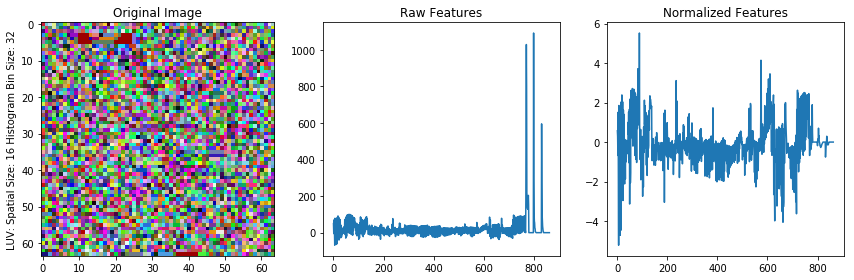 Original Image
Raw Features
Normalized Features
LUV: Spatial Size: 16 Histogram Bin Size: 32
0
10
20
30
40
50
60
0 10 20 30 40 50 60
1000
800
600
400
200
0
0 200 400 600 800
6
4
2
0
−2
−4
0 200 400 600 800